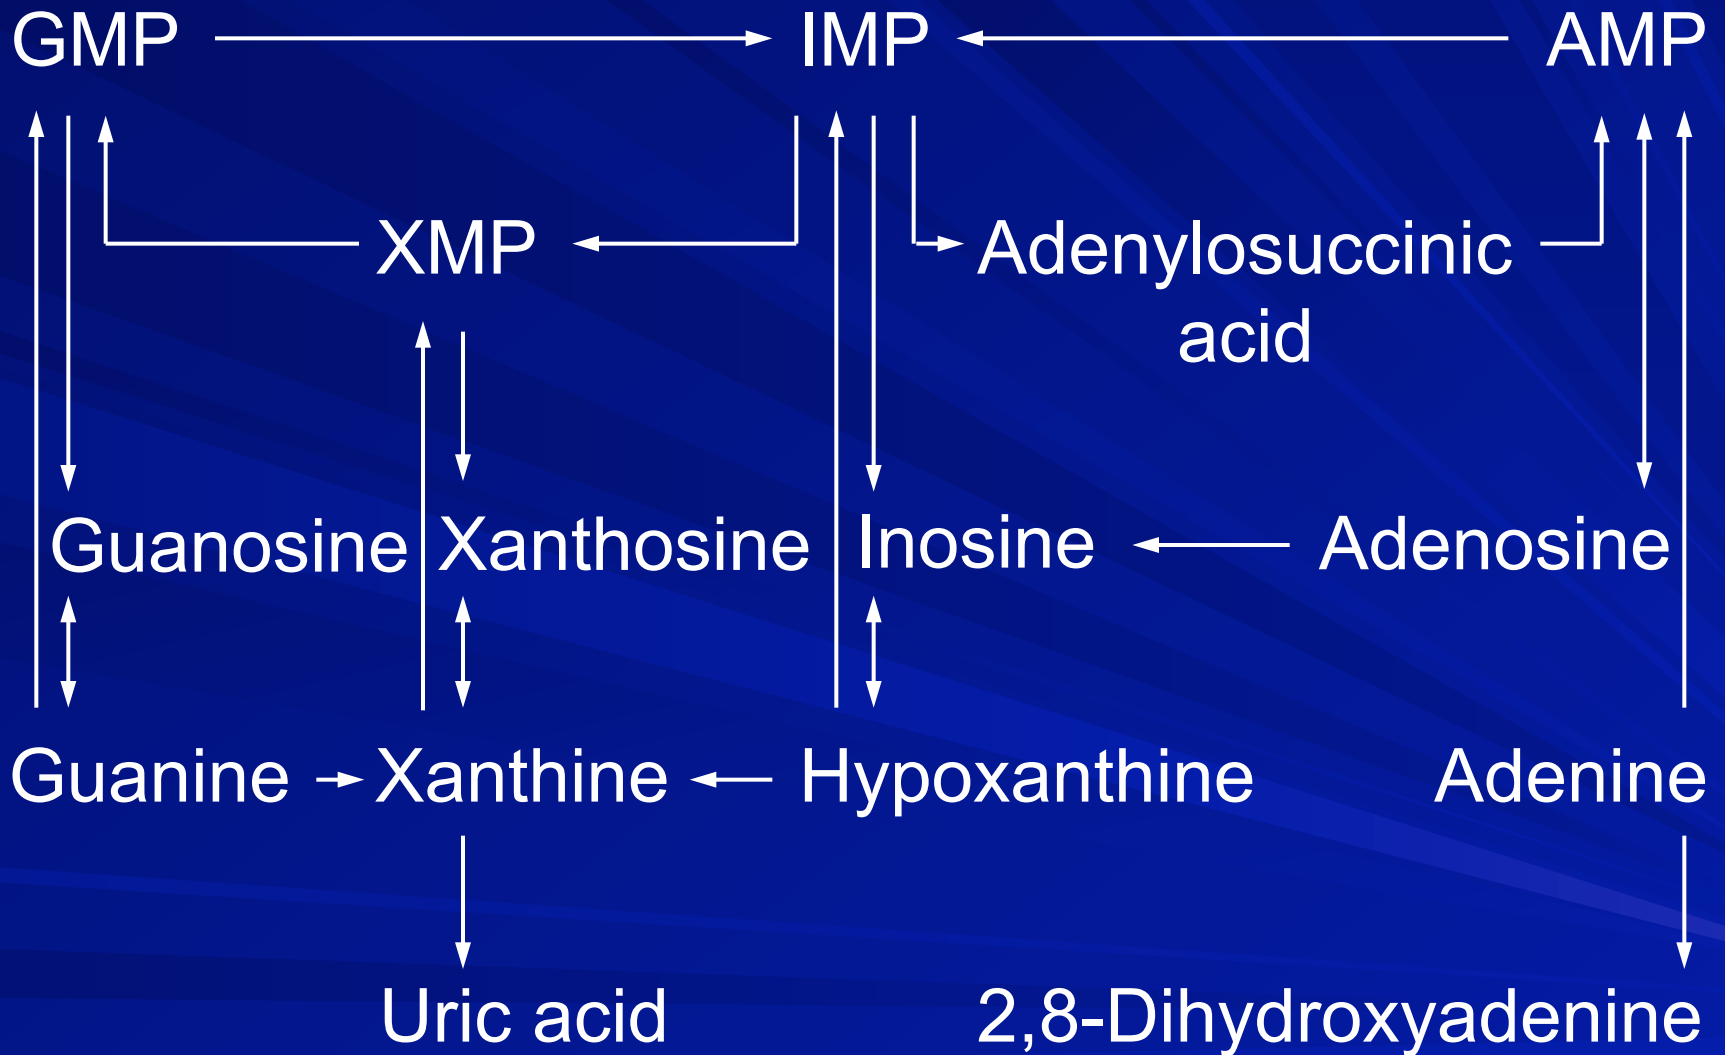 GMP IMP AMP
XMP Adenylosuccinic
acid
Guanosine Xanthosine Inosine Adenosine
Guanine Xanthine Hypoxanthine Adenine
Uric acid 2,8-Dihydroxyadenine